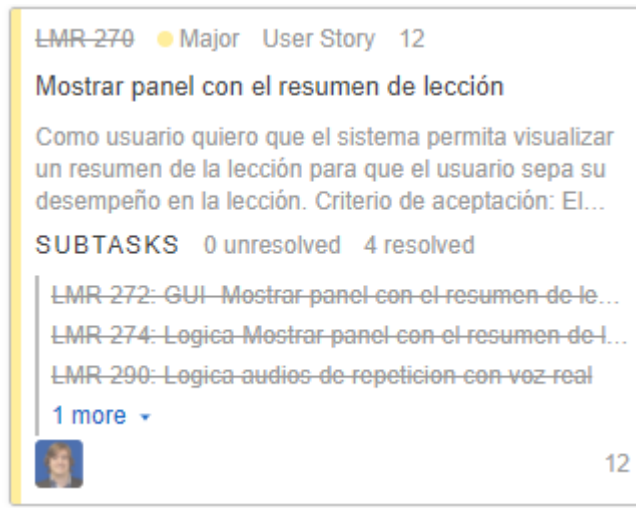 LMR 270 Major User Story 12
Mostrar panel con el resumen de lección
Como usuario quiero que el sistema permita visualizar
un resumen de la lección para que el usuario sepa su
desempeño en la lección. Criterio de aceptación: El...
SUBTASKS 0 unresolved 4 resolved
LMR 272: GUI Mostrar panel con el resumen de le...
LMR 274: Logica Mostrar panel con el resumen de l...
LMR 290: Logica audios de repeticion con voz real
1 more
12